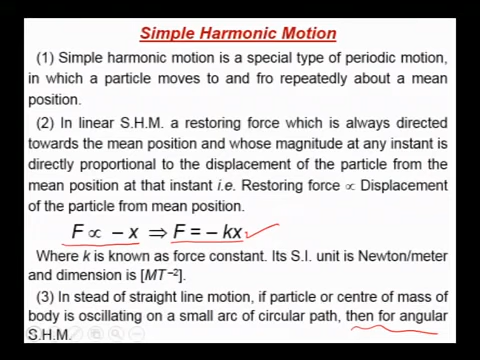 Simple Harmonic Motion
(1) Simple harmonic motion is a special type of periodic motion,
in which a particle moves to and fro repeatedly about a mean
position.
(2) In linear S.H.M. a restoring force which is always directed
towards the mean position and whose magnitude at any instant is
directly proportional to the displacement of the particle from the
mean position at that instant i.e. Restoring force ∝ Displacement
of the particle from mean position.
F ∝ – x ⇒ F = – kx
Where k is known as force constant. Its S.I. unit is Newton/meter
and dimension is [MT⁻²].
(3) In stead of straight line motion, if particle or centre of mass of
body is oscillating on a small arc of circular path, then for angular
S.H.M.